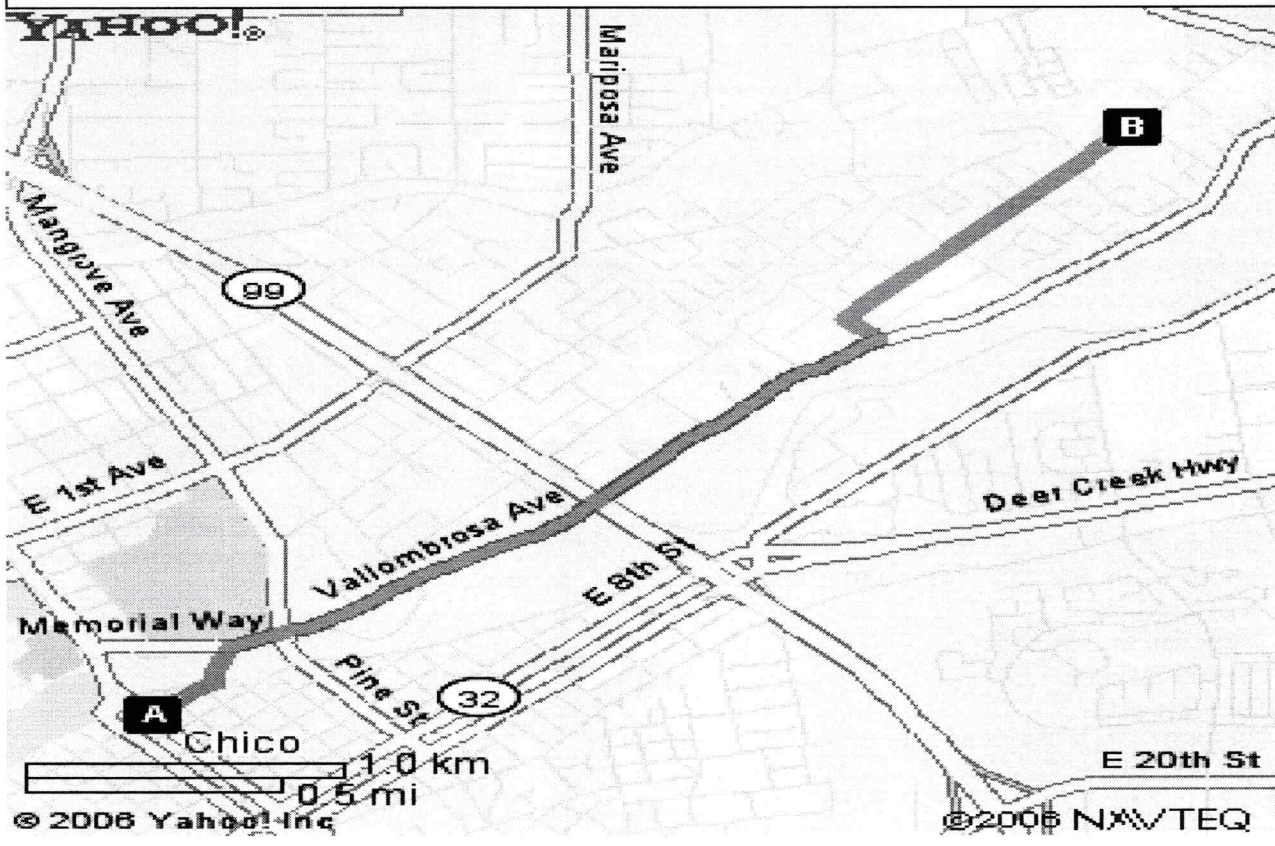 YAHOO!®
Mariposa Ave
B
Mangrove Ave
99
E 1st Ave
Vallombrosa Ave
Deer Creek Hwy
E 8th St
Memorial Way
Pine St
32
A
Chico
1.0 km
0.5 mi
E 20th St
© 2006 Yahoo! Inc
©2006 NAVTEQ